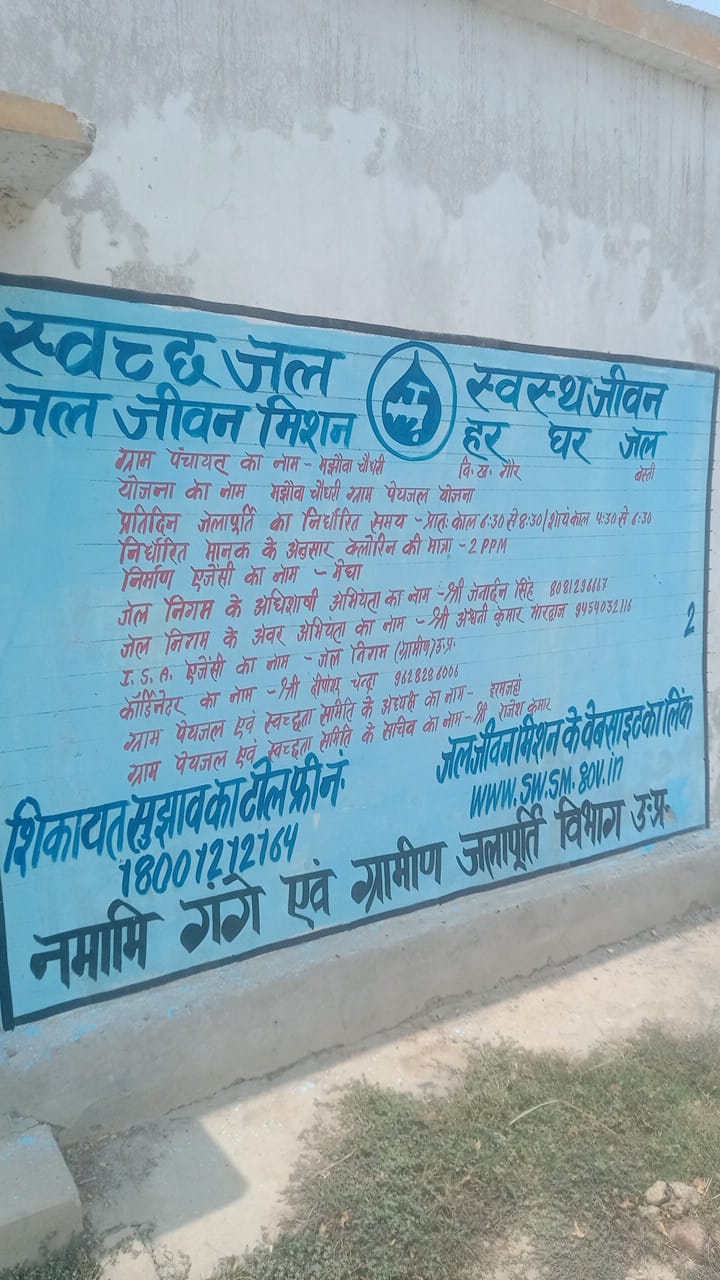 स्वच्छ जल स्वस्थ जीवन
जल जीवन मिशन हर घर जल
ग्राम पंचायत का नाम - मझौवा चौधरी वि. ख. गौर बस्ती
योजना का नाम मझौवा चौधरी ग्राम पेयजल योजना
प्रतिदिन जलापूर्ति का निर्धारित समय - प्रातः काल 6:30 से 8:30 / शायं काल 4:30 से 6:30
निर्धारित मानक के अनुसार क्लोरिन की मात्रा - 2 PPM
निर्माण एजेंसी का नाम - मेघा
जल निगम के अधिशाषी अभियंता का नाम - श्री जनार्दन सिंह 8081296667
जल निगम के अवर अभियंता का नाम - श्री अश्वनी कुमार भारद्वाज 9454032116
2
I. S. A. एजेंसी का नाम - जल निगम (ग्रामीण) उ.प्र.
कॉर्डिनेटर का नाम - श्री दीपेश चन्द्रा 9628286006
ग्राम पेयजल एवं स्वच्छता समिति के अध्यक्ष का नाम -
ग्राम पेयजल एवं स्वच्छता समिति के सचिव का नाम - श्री राजेश कुमार
शिकायत सुझाव का टोल फ्री न.
18001212164
जल जीवन मिशन के वेबसाइट का लिंक
www.sw.sm.gov.in
नमामि गंगे एवं ग्रामीण जलापूर्ति विभाग उ.प्र.